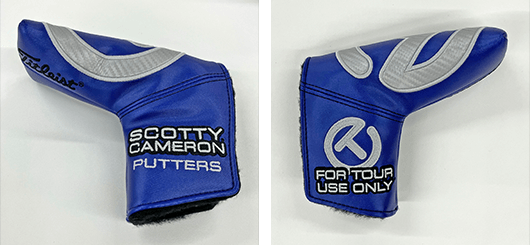 Titleist®
SCOTTY
CAMERON
PUTTERS
FOR TOUR
USE ONLY